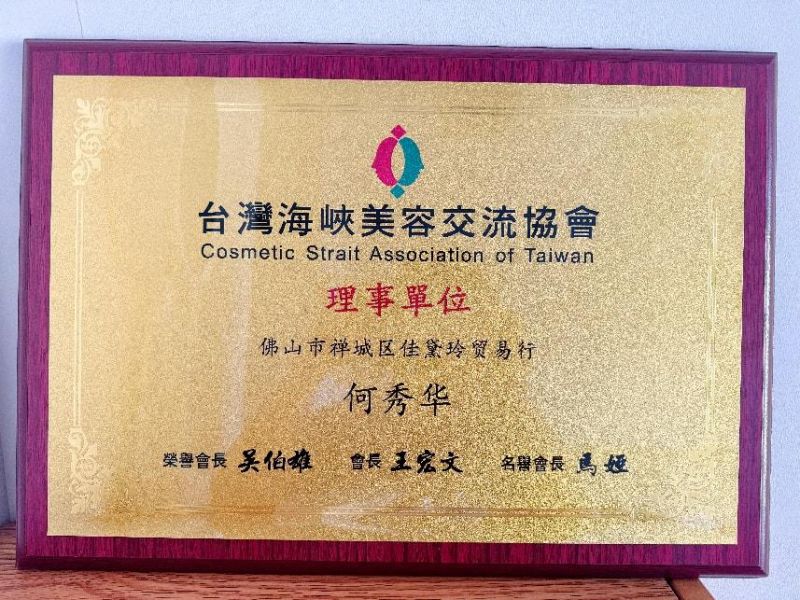 台灣海峽美容交流協會
Cosmetic Strait Association of Taiwan
理事單位
佛山市禅城区佳黛玲贸易行
何秀华
榮譽會長 吴伯雄 會長 王宏文 名譽會長 馬婭